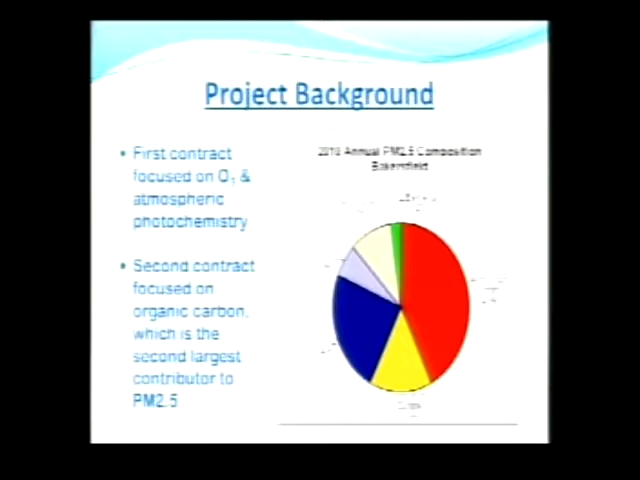 Project Background
• First contract
focused on O₃ &
atmospheric
photochemistry
• Second contract
focused on
organic carbon,
which is the
second largest
contributor to
PM2.5
2010 Annual PM2.5 Composition
Bakersfield